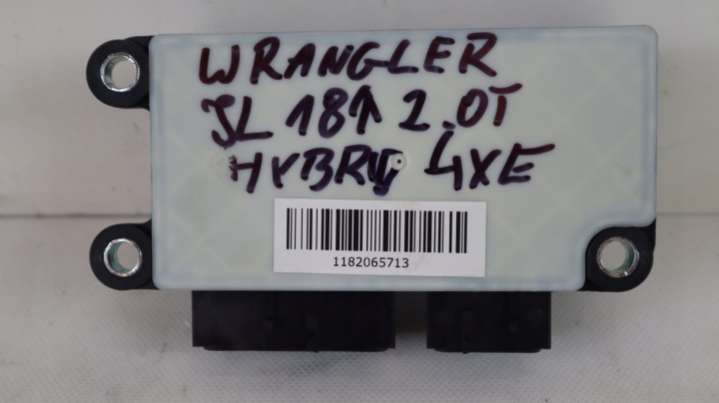 WRANGLER
JL 18↑ 2.0T
HYBRID 4XE
1182065713